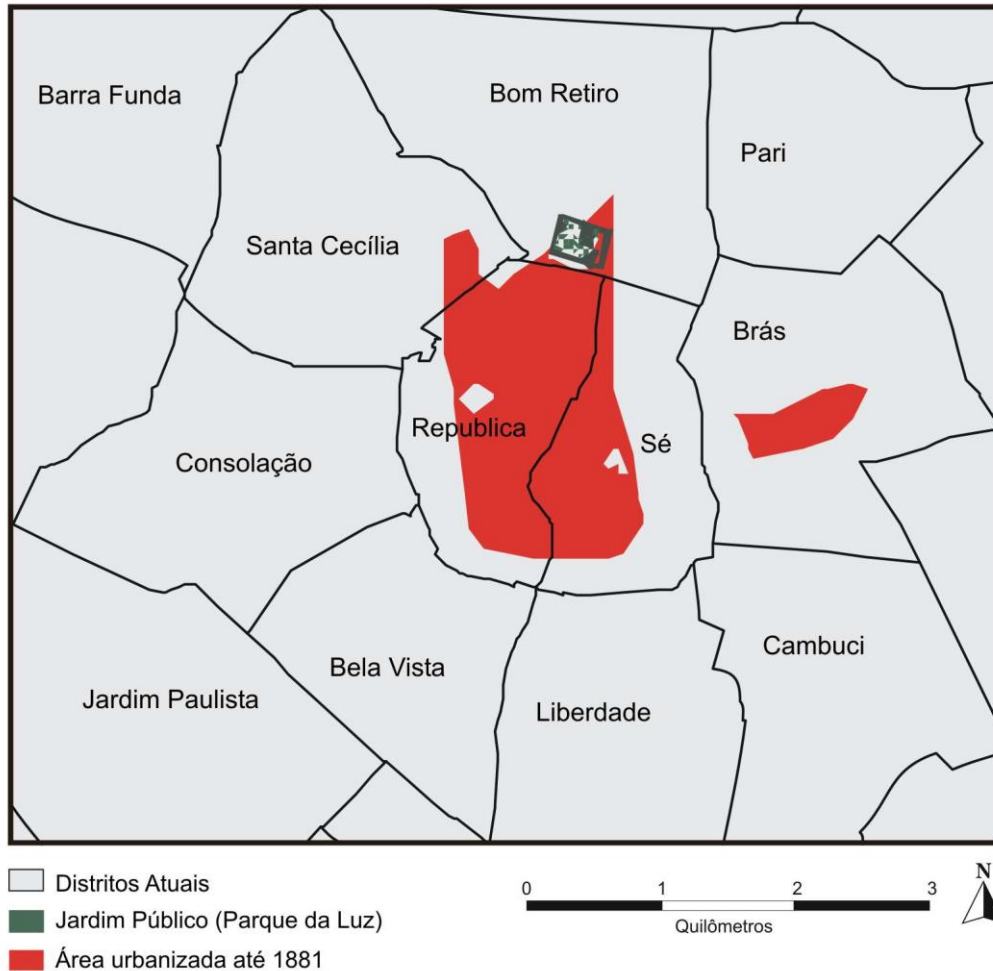 Barra Funda
Bom Retiro
Pari
Santa Cecília
Brás
Republica
Sé
Consolação
Cambuci
Bela Vista
Jardim Paulista
Liberdade
Distritos Atuais
Jardim Público (Parque da Luz)
Área urbanizada até 1881
0 1 2 3
Quilômetros
N